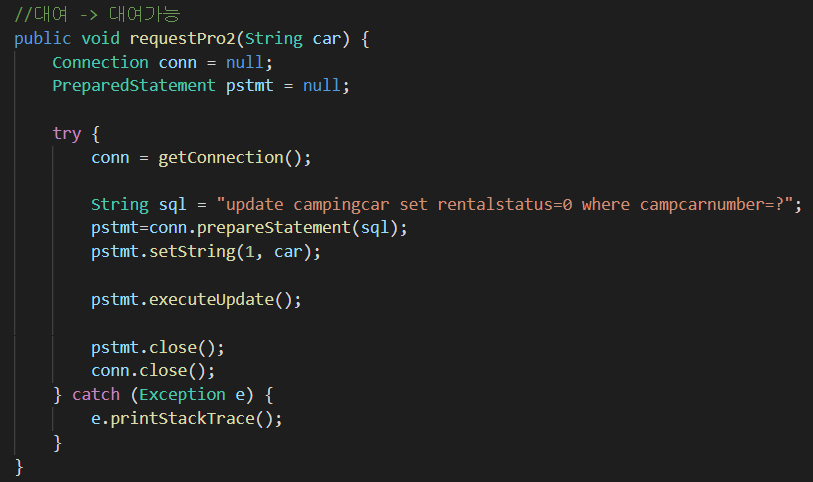 //대여 -> 대여가능
public void requestPro2(String car) {
    Connection conn = null;
    PreparedStatement pstmt = null;

    try {
        conn = getConnection();

        String sql = "update campingcar set rentalstatus=0 where campcarnumber=?";
        pstmt=conn.prepareStatement(sql);
        pstmt.setString(1, car);

        pstmt.executeUpdate();

        pstmt.close();
        conn.close();
    } catch (Exception e) {
        e.printStackTrace();
    }
}